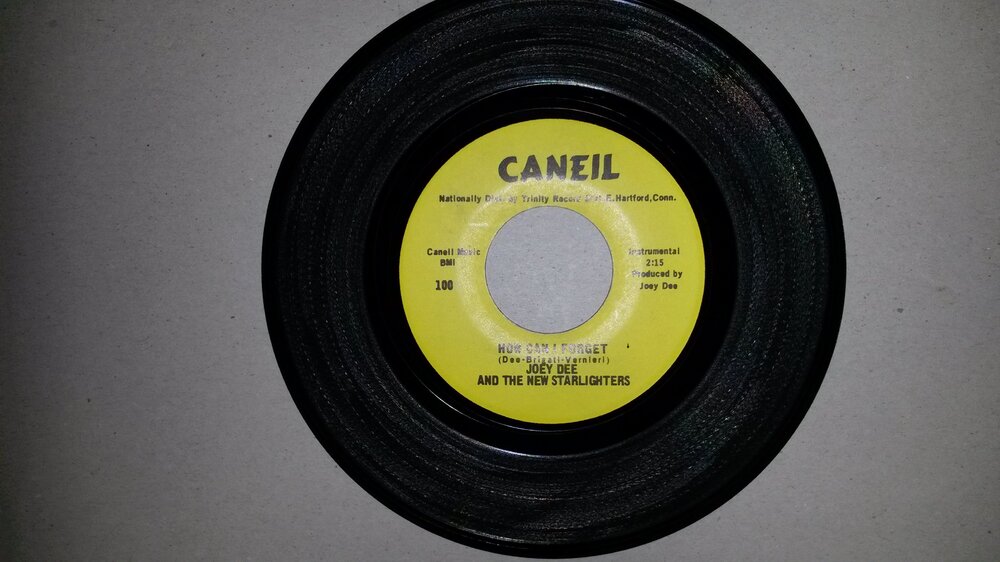 CANEIL
Nationally Dist. by Trinity Record Dist. E. Hartford, Conn.
Caneil Music
BMI
100
Instrumental
2:15
Produced by
Joey Dee
HOW CAN I FORGET
(Dee-Brigati-Vernieri)
JOEY DEE
AND THE NEW STARLIGHTERS